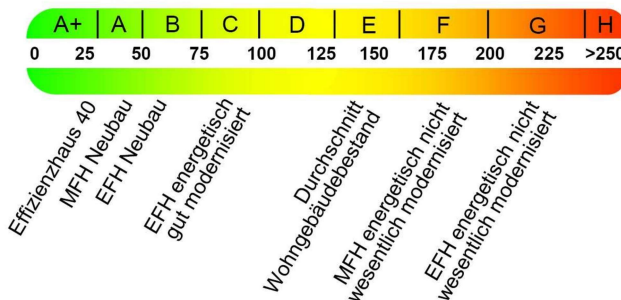 A+ A B C D E F G H
0 25 50 75 100 125 150 175 200 225 >250
Effizienzhaus 40
MFH Neubau
EFH Neubau
EFH energetisch
gut modernisiert
Durchschnitt
Wohngebäudebestand
MFH energetisch nicht
wesentlich modernisiert
EFH energetisch nicht
wesentlich modernisiert